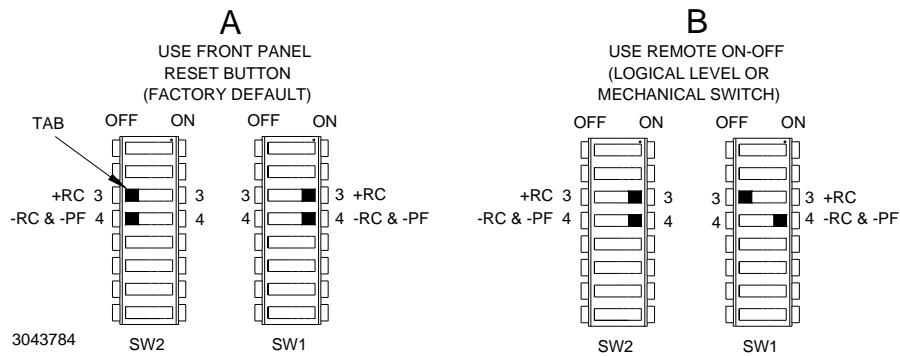 A
USE FRONT PANEL
RESET BUTTON
(FACTORY DEFAULT)
TAB
OFF ON OFF ON
+RC 3 3 3 3 +RC
-RC & -PF 4 4 4 4 -RC & -PF
3043784
SW2 SW1
B
USE REMOTE ON-OFF
(LOGICAL LEVEL OR
MECHANICAL SWITCH)
OFF ON OFF ON
+RC 3 3 3 3 +RC
-RC & -PF 4 4 4 4 -RC & -PF
SW2 SW1